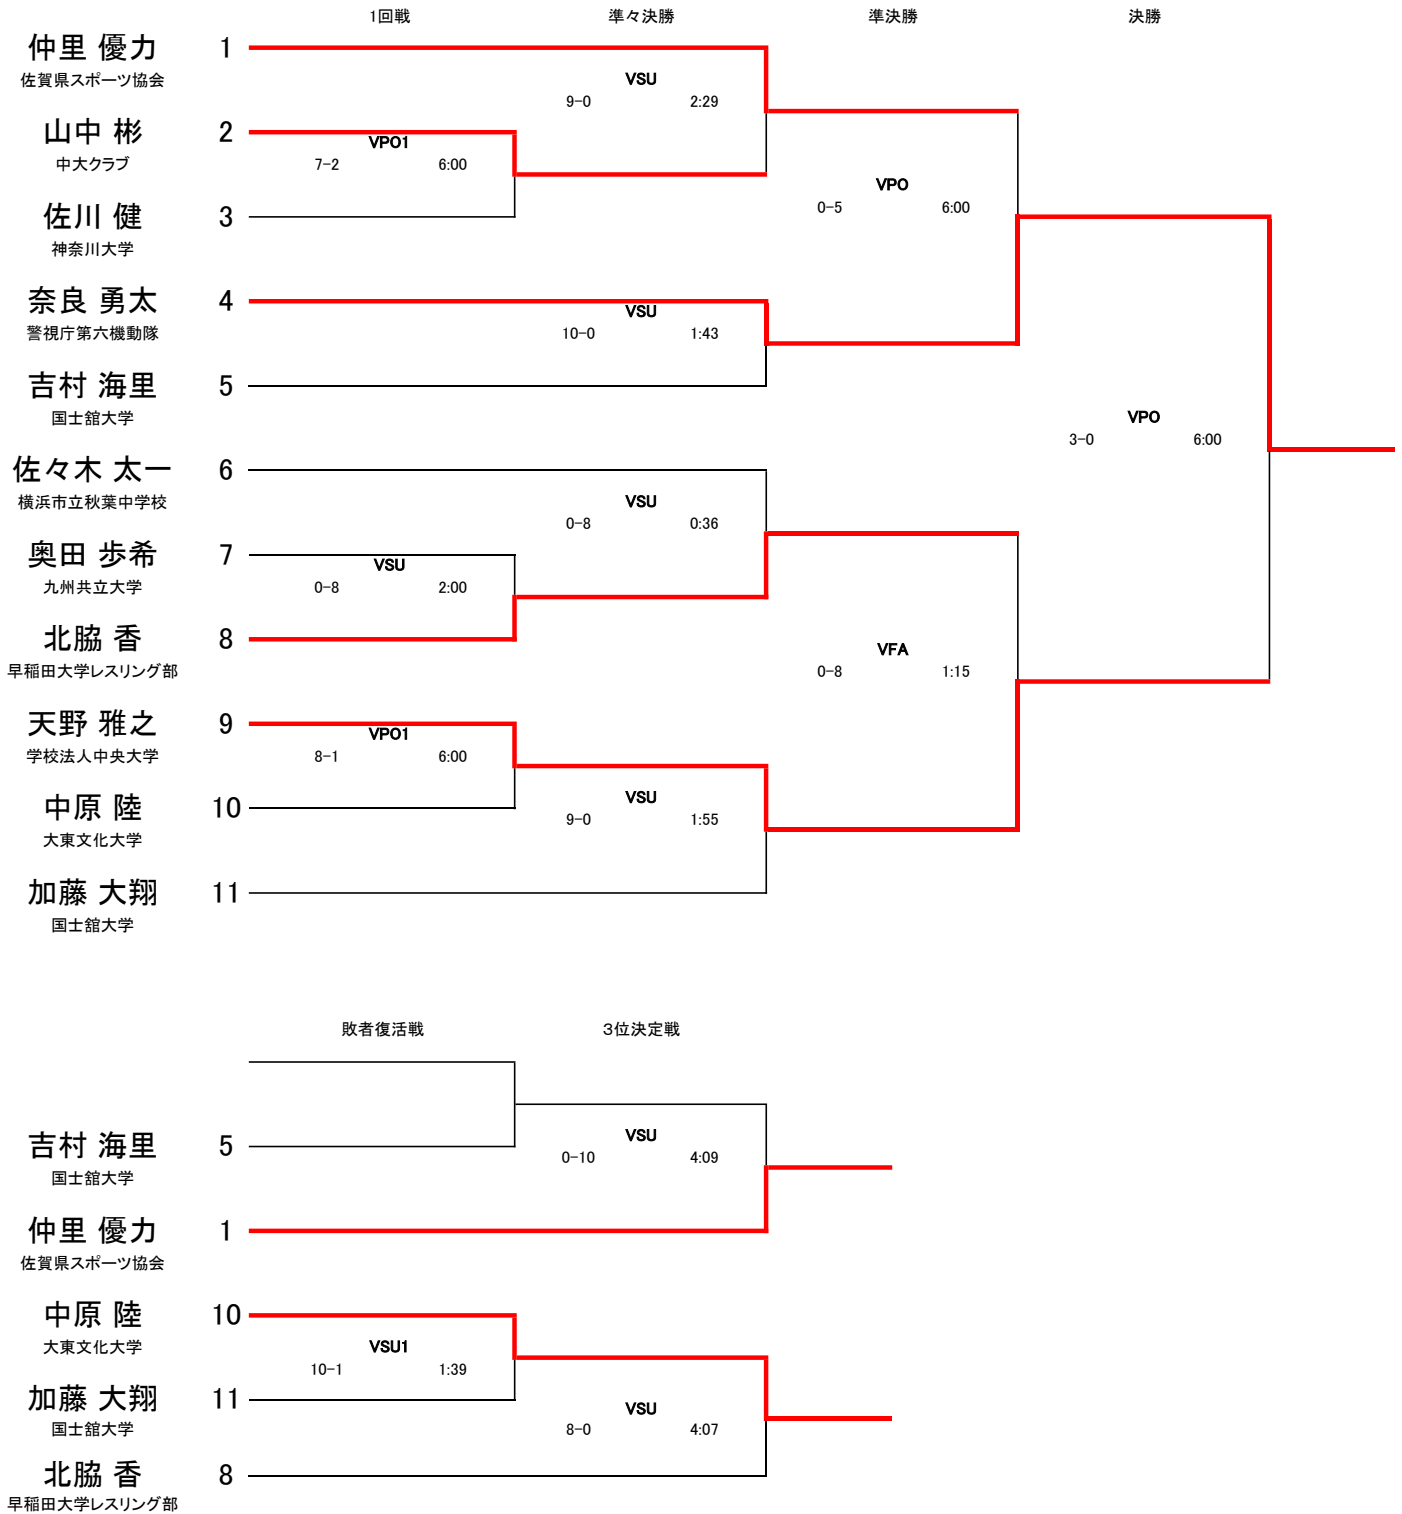 1回戦 準々決勝 準決勝 決勝
仲里 優力 1
佐賀県スポーツ協会
VSU
9-0 2:29
山中 彬 2
中大クラブ
VPO1
7-2 6:00
佐川 健 3
神奈川大学
VPO
0-5 6:00
奈良 勇太 4
警視庁第六機動隊
VSU
10-0 1:43
吉村 海里 5
国士舘大学
VPO
3-0 6:00
佐々木 太一 6
横浜市立秋葉中学校
VSU
0-8 0:36
奥田 歩希 7
九州共立大学
VSU
0-8 2:00
北脇 香 8
早稲田大学レスリング部
VFA
0-8 1:15
天野 雅之 9
学校法人中央大学
VPO1
8-1 6:00
中原 陸 10
大東文化大学
VSU
9-0 1:55
加藤 大翔 11
国士舘大学
敗者復活戦 3位決定戦
吉村 海里 5
国士舘大学
VSU
0-10 4:09
仲里 優力 1
佐賀県スポーツ協会
中原 陸 10
大東文化大学
VSU1
10-1 1:39
加藤 大翔 11
国士舘大学
VSU
8-0 4:07
北脇 香 8
早稲田大学レスリング部